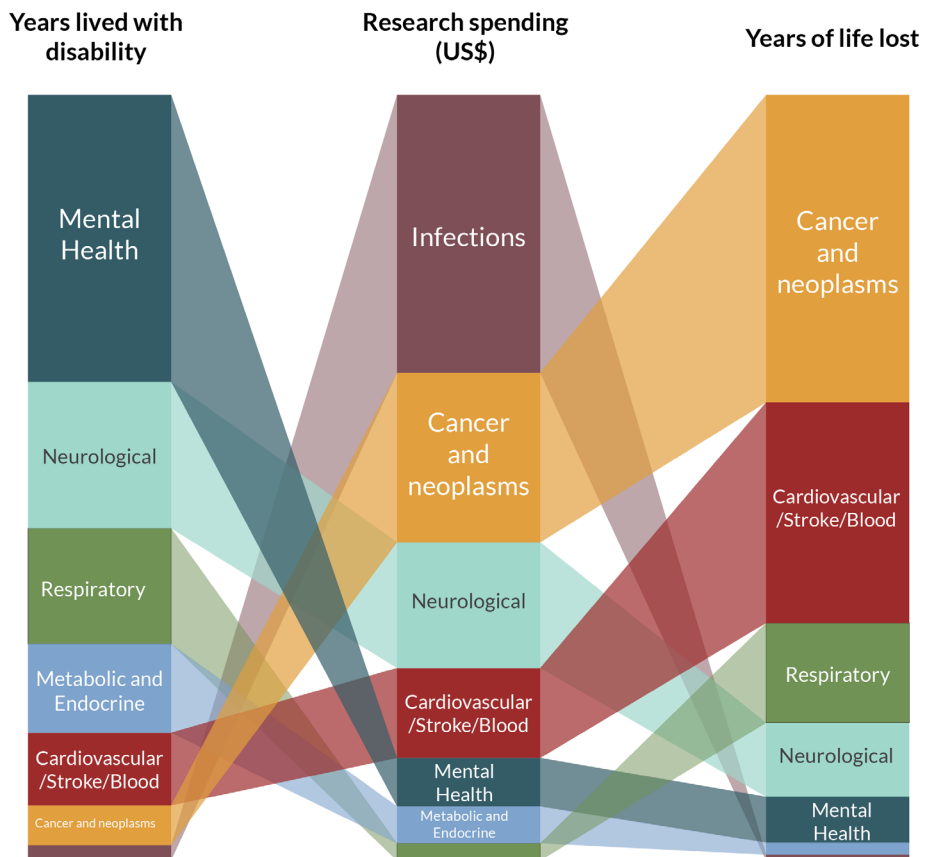 Years lived with
disability
Research spending
(US$)
Years of life lost
Mental
Health
Neurological
Respiratory
Metabolic and
Endocrine
Cardiovascular
/Stroke/Blood
Cancer and neoplasms
Infections
Cancer
and
neoplasms
Neurological
Cardiovascular
/Stroke/Blood
Mental
Health
Metabolic and
Endocrine
Cancer
and
neoplasms
Cardiovascular
/Stroke/Blood
Respiratory
Neurological
Mental
Health